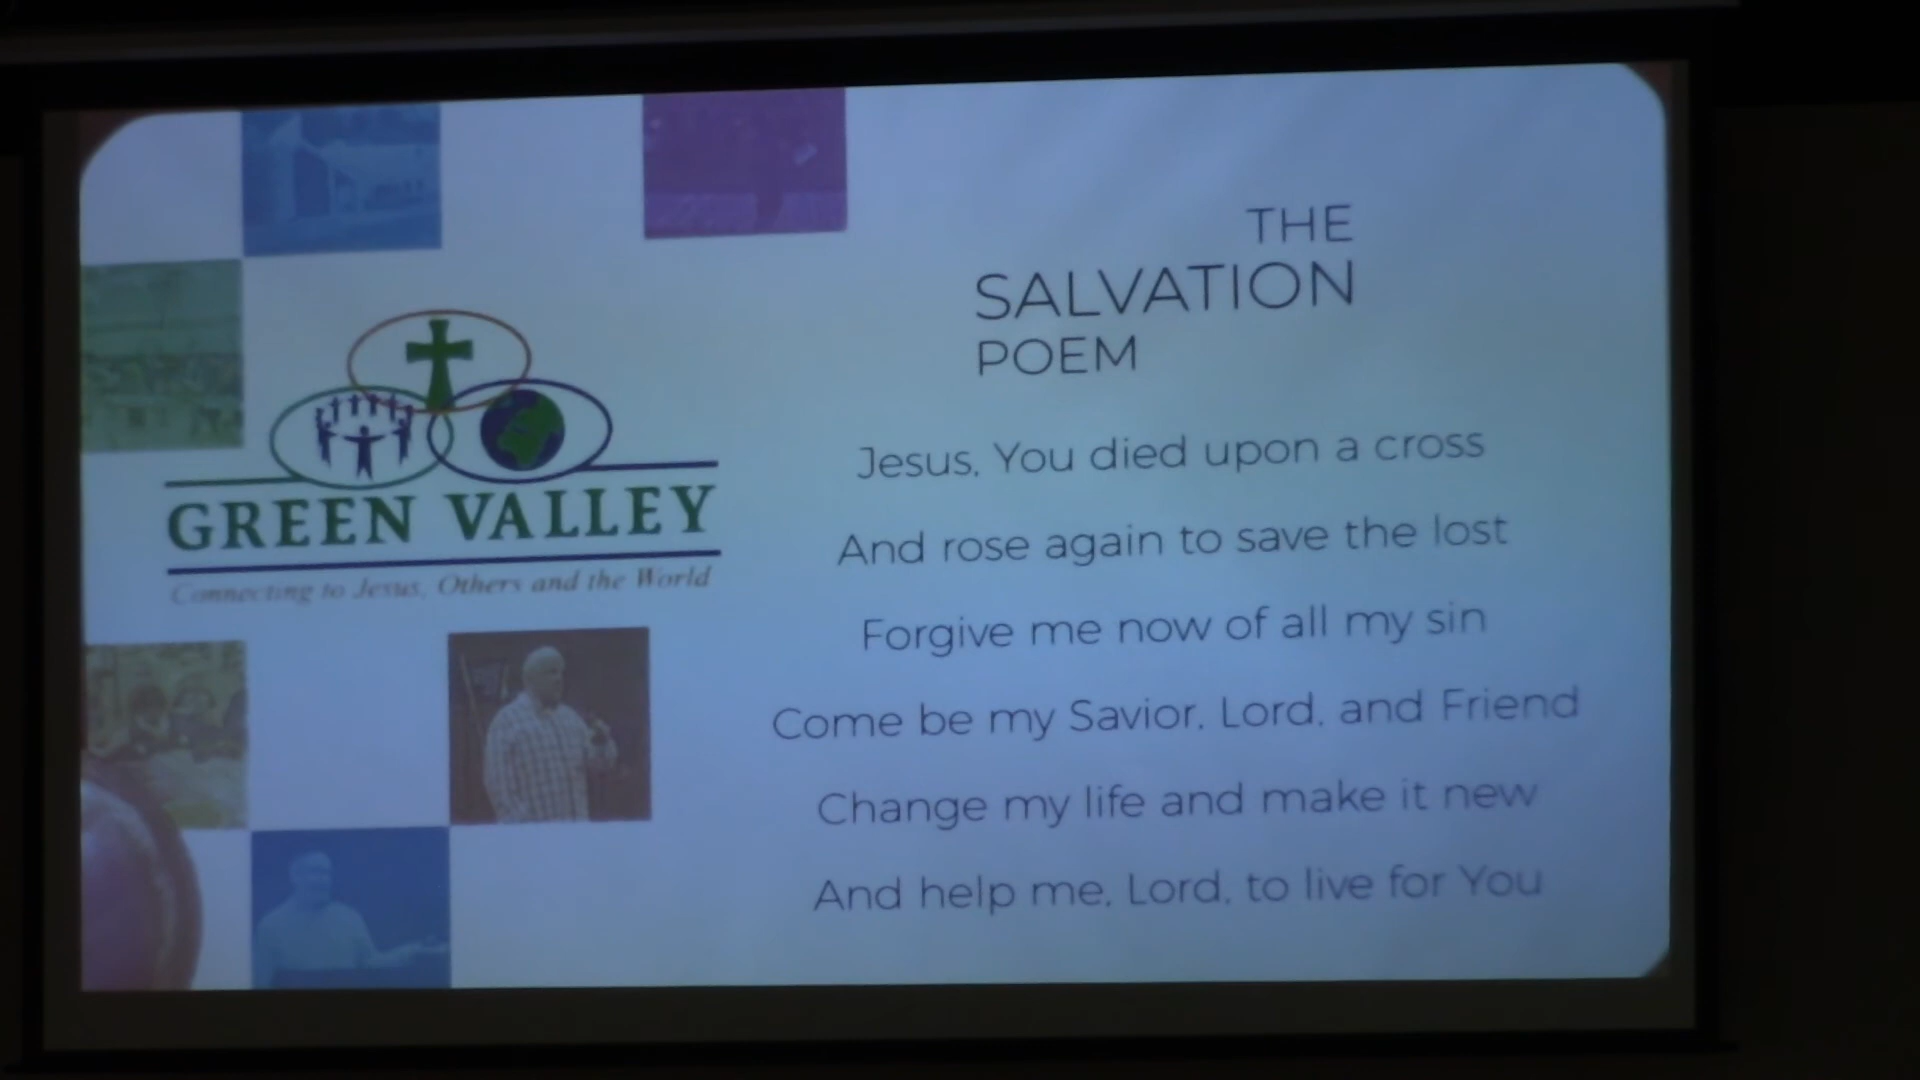 GREEN VALLEY
Connecting to Jesus, Others and the World
THE
SALVATION
POEM
Jesus, You died upon a cross
And rose again to save the lost
Forgive me now of all my sin
Come be my Savior, Lord, and Friend
Change my life and make it new
And help me, Lord, to live for You